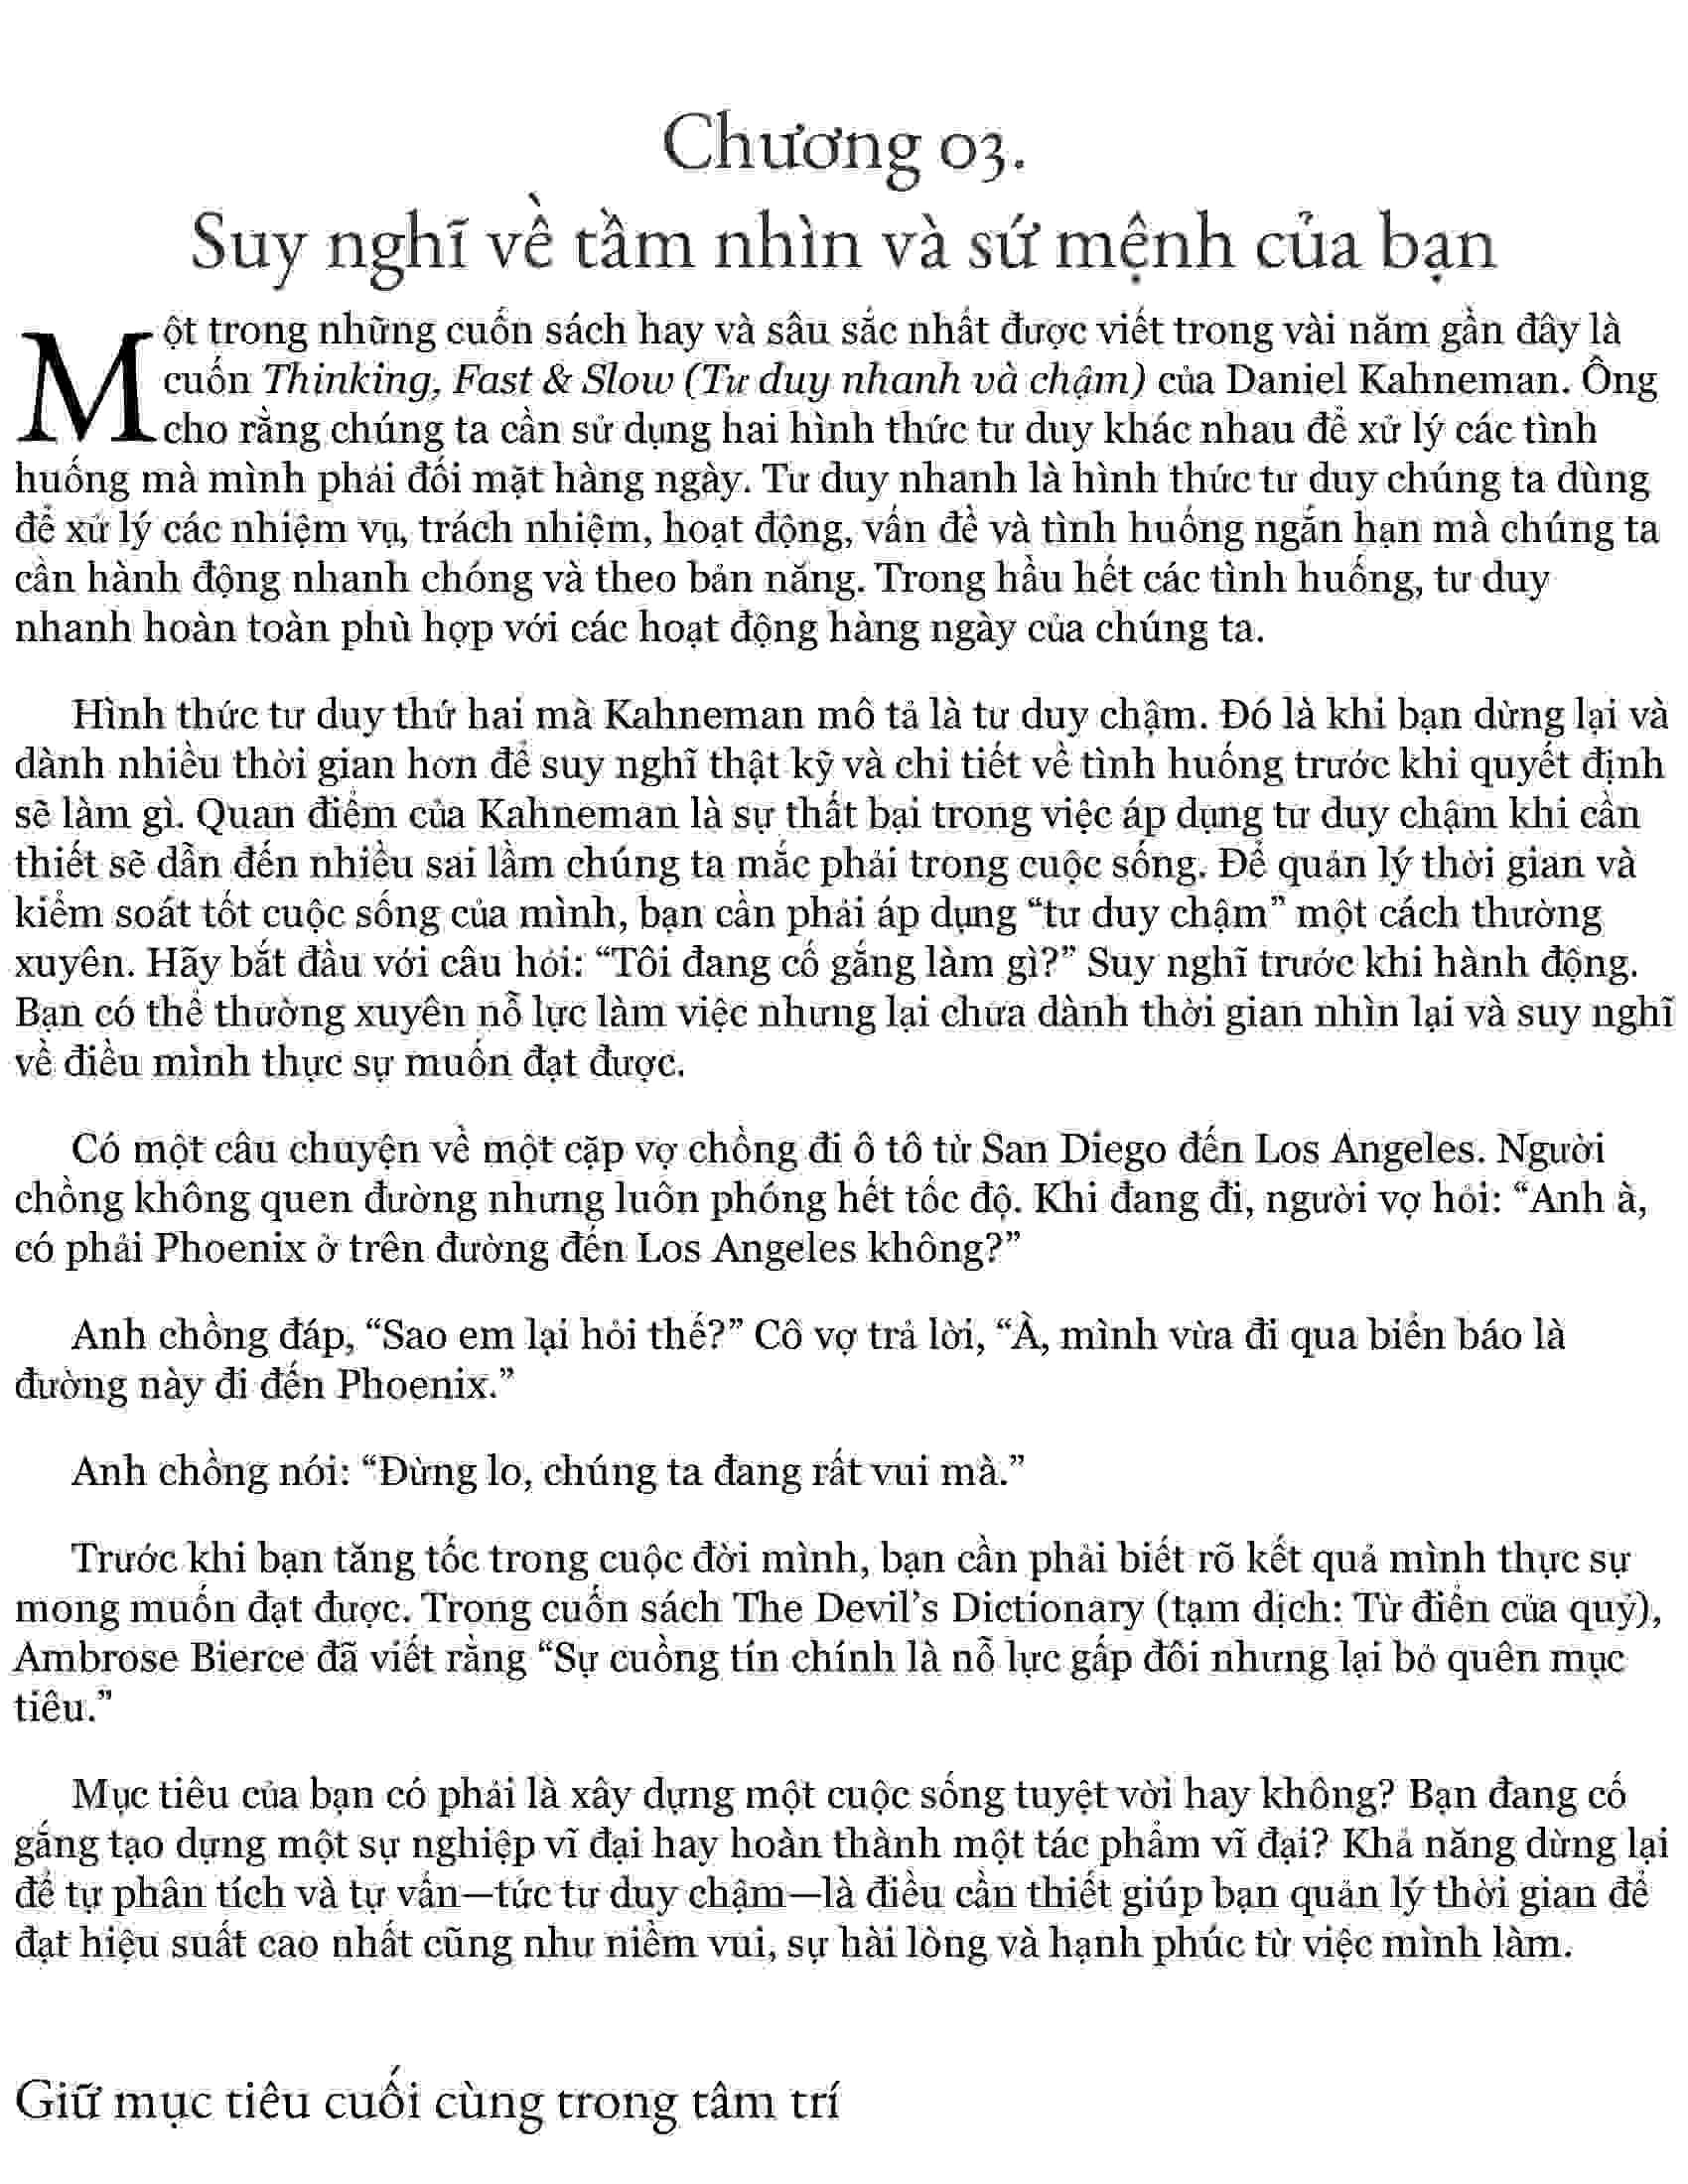 Chương 03.
Suy nghĩ về tầm nhìn và sứ mệnh của bạn
Một trong những cuốn sách hay và sâu sắc nhất được viết trong vài năm gần đây là
cuốn Thinking, Fast & Slow (Tư duy nhanh và chậm) của Daniel Kahneman. Ông
cho rằng chúng ta cần sử dụng hai hình thức tư duy khác nhau để xử lý các tình
huống mà mình phải đối mặt hàng ngày. Tư duy nhanh là hình thức tư duy chúng ta dùng
để xử lý các nhiệm vụ, trách nhiệm, hoạt động, vấn đề và tình huống ngắn hạn mà chúng ta
cần hành động nhanh chóng và theo bản năng. Trong hầu hết các tình huống, tư duy
nhanh hoàn toàn phù hợp với các hoạt động hàng ngày của chúng ta.
Hình thức tư duy thứ hai mà Kahneman mô tả là tư duy chậm. Đó là khi bạn dừng lại và
dành nhiều thời gian hơn để suy nghĩ thật kỹ và chi tiết về tình huống trước khi quyết định
sẽ làm gì. Quan điểm của Kahneman là sự thất bại trong việc áp dụng tư duy chậm khi cần
thiết sẽ dẫn đến nhiều sai lầm chúng ta mắc phải trong cuộc sống. Để quản lý thời gian và
kiểm soát tốt cuộc sống của mình, bạn cần phải áp dụng “tư duy chậm” một cách thường
xuyên. Hãy bắt đầu với câu hỏi: “Tôi đang cố gắng làm gì?” Suy nghĩ trước khi hành động.
Bạn có thể thường xuyên nỗ lực làm việc nhưng lại chưa dành thời gian nhìn lại và suy nghĩ
về điều mình thực sự muốn đạt được.
Có một câu chuyện về một cặp vợ chồng đi ô tô từ San Diego đến Los Angeles. Người
chồng không quen đường nhưng luôn phóng hết tốc độ. Khi đang đi, người vợ hỏi: “Anh à,
có phải Phoenix ở trên đường đến Los Angeles không?”
Anh chồng đáp, “Sao em lại hỏi thế?” Cô vợ trả lời, “À, mình vừa đi qua biển báo là
đường này đi đến Phoenix.”
Anh chồng nói: “Đừng lo, chúng ta đang rất vui mà.”
Trước khi bạn tăng tốc trong cuộc đời mình, bạn cần phải biết rõ kết quả mình thực sự
mong muốn đạt được. Trong cuốn sách The Devil’s Dictionary (tạm dịch: Từ điển của quỷ),
Ambrose Bierce đã viết rằng “Sự cuồng tín chính là nỗ lực gấp đôi nhưng lại bỏ quên mục
tiêu.”
Mục tiêu của bạn có phải là xây dựng một cuộc sống tuyệt vời hay không? Bạn đang cố
gắng tạo dựng một sự nghiệp vĩ đại hay hoàn thành một tác phẩm vĩ đại? Khả năng dừng lại
để tự phân tích và tự vấn—tức tư duy chậm—là điều cần thiết giúp bạn quản lý thời gian để
đạt hiệu suất cao nhất cũng như niềm vui, sự hài lòng và hạnh phúc từ việc mình làm.
Giữ mục tiêu cuối cùng trong tâm trí